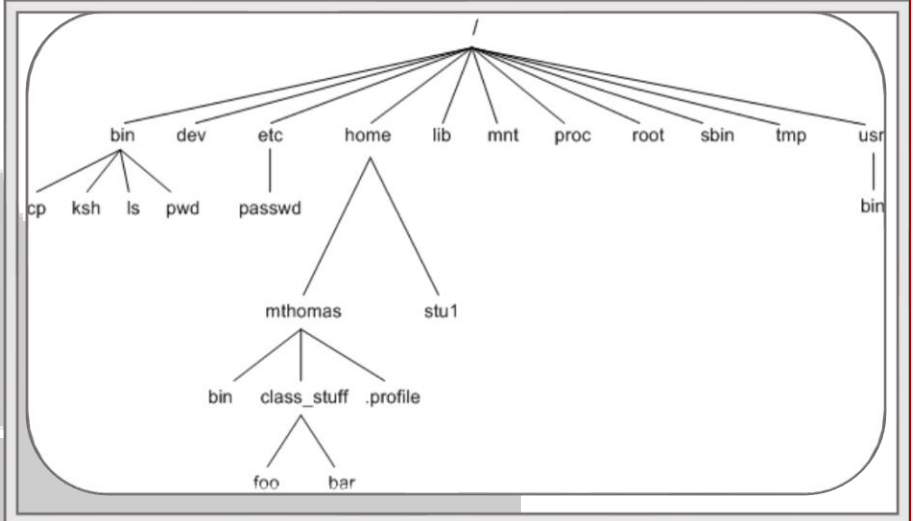 /
bin dev etc home lib mnt proc root sbin tmp usr
cp ksh ls pwd passwd bin
mthomas stu1
bin class_stuff .profile
foo bar